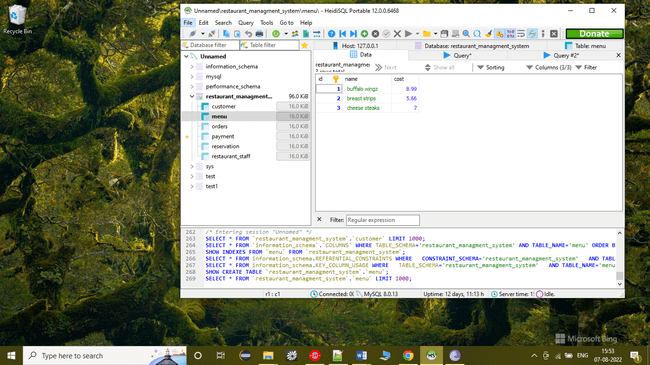 Recycle Bin
Unnamed\restaurant_managment_system\menu\ - HeidiSQL Portable 12.0.0.6468
File Edit Search Query Tools Go to Help
Donate
Database filter Table filter
Host: 127.0.0.1 Database: restaurant_managment_system Table: menu
Data Query* Query #2*
Unnamed
information_schema
mysql
performance_schema
restaurant_managment... 96.0 KiB
customer 16.0 KiB
menu 16.0 KiB
orders 16.0 KiB
payment 16.0 KiB
reservation 16.0 KiB
restaurant_staff 16.0 KiB
sys
test
test1
restaurant_managmen
Next Show all Sorting Columns (3/3) Filter
id name cost
1 buffalo wings 8.99
2 breast strips 5.66
3 cheese steaks 7
Filter: Regular expression
262 /* Entering session "Unnamed" */
263 SELECT * FROM `restaurant_managment_system`.`customer` LIMIT 1000;
264 SELECT * FROM `information_schema`.`COLUMNS` WHERE TABLE_SCHEMA='restaurant_managment_system' AND TABLE_NAME='menu' ORDER B
265 SHOW INDEXES FROM `menu` FROM `restaurant_managment_system`;
266 SELECT * FROM information_schema.REFERENTIAL_CONSTRAINTS WHERE CONSTRAINT_SCHEMA='restaurant_managment_system' AND TABL
267 SELECT * FROM information_schema.KEY_COLUMN_USAGE WHERE TABLE_SCHEMA='restaurant_managment_system' AND TABLE_NAME='menu
268 SHOW CREATE TABLE `restaurant_managment_system`.`menu`;
269 SELECT * FROM `restaurant_managment_system`.`menu` LIMIT 1000;
r1 : c1 Connected: 00 MySQL 8.0.13 Uptime: 12 days, 11:13 h Server time: 1 Idle.
Microsoft Bing
Type here to search
ENG
15:53
07-08-2022